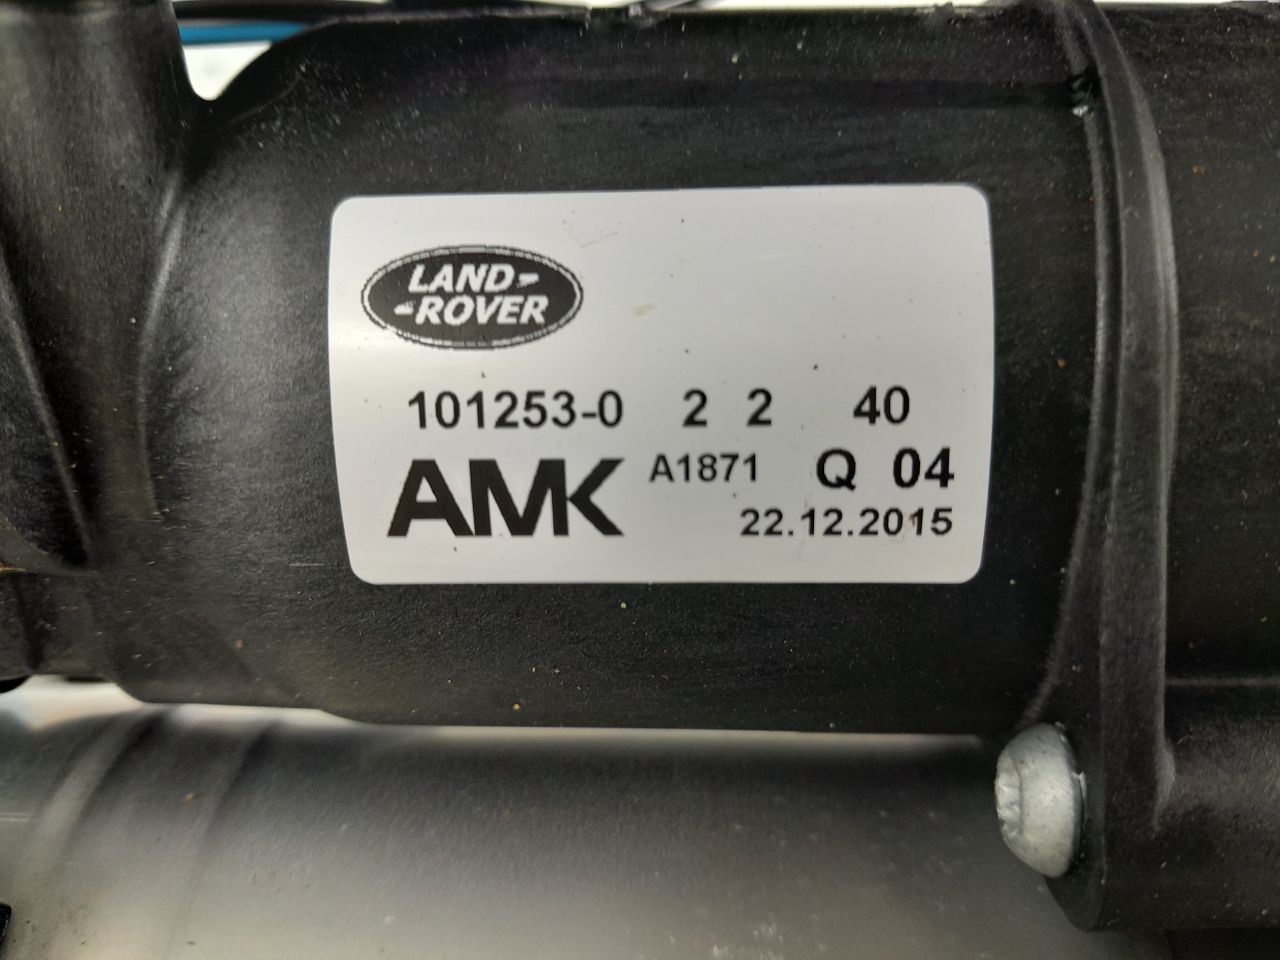 LAND-
-ROVER
101253-0 2 2 40
AMK A1871 Q 04
22.12.2015